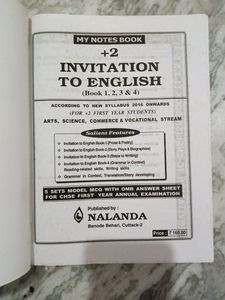 MY NOTES BOOK
+2
INVITATION
TO ENGLISH
(Book 1, 2, 3 & 4)
ACCORDING TO NEW SYLLABUS 2016 ONWARDS
(FOR +2 FIRST YEAR STUDENTS)
ARTS, SCIENCE, COMMERCE & VOCATIONAL STREAM
Salient Features
Invitation to English Book-1 (Prose & Poetry)
Invitation to English Book-2 (Story, Plays & Biographies)
Invitation to English Book-3 (Steps to Writing)
Invitation to English Book-4 (Grammar in Context)
Reading-related skills, Writing skills
Grammar in Context, Translation/Story developing
5 SETS MODEL MCQ WITH OMR ANSWER SHEET
FOR CHSE FIRST YEAR ANNUAL EXAMINATION
Published by :
NALANDA
Banode Behari, Cuttack-2
Price : ₹ 160.00